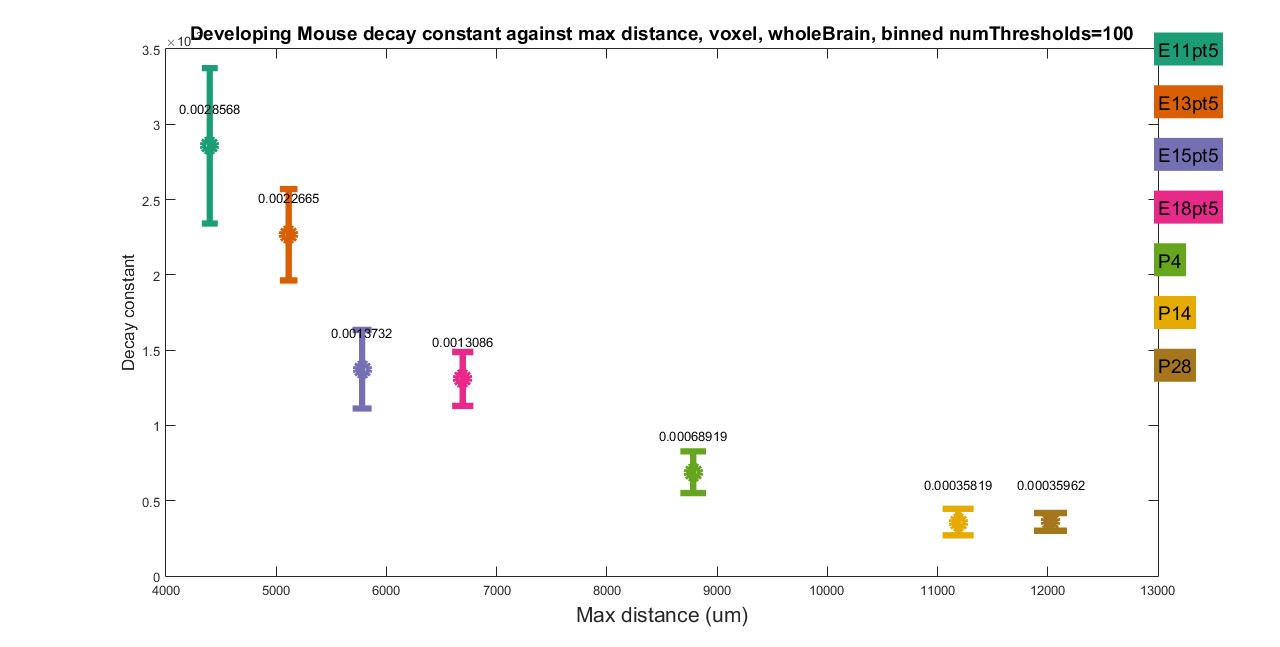 Developing Mouse decay constant against max distance, voxel, wholeBrain, binned numThresholds=100
×10
3.5
3
2.5
2
1.5
1
0.5
0
Decay constant
0.0028568
0.0022665
0.0013732
0.0013086
0.00068919
0.00035819
0.00035962
4000
5000
6000
7000
8000
9000
10000
11000
12000
13000
Max distance (um)
E11pt5
E13pt5
E15pt5
E18pt5
P4
P14
P28